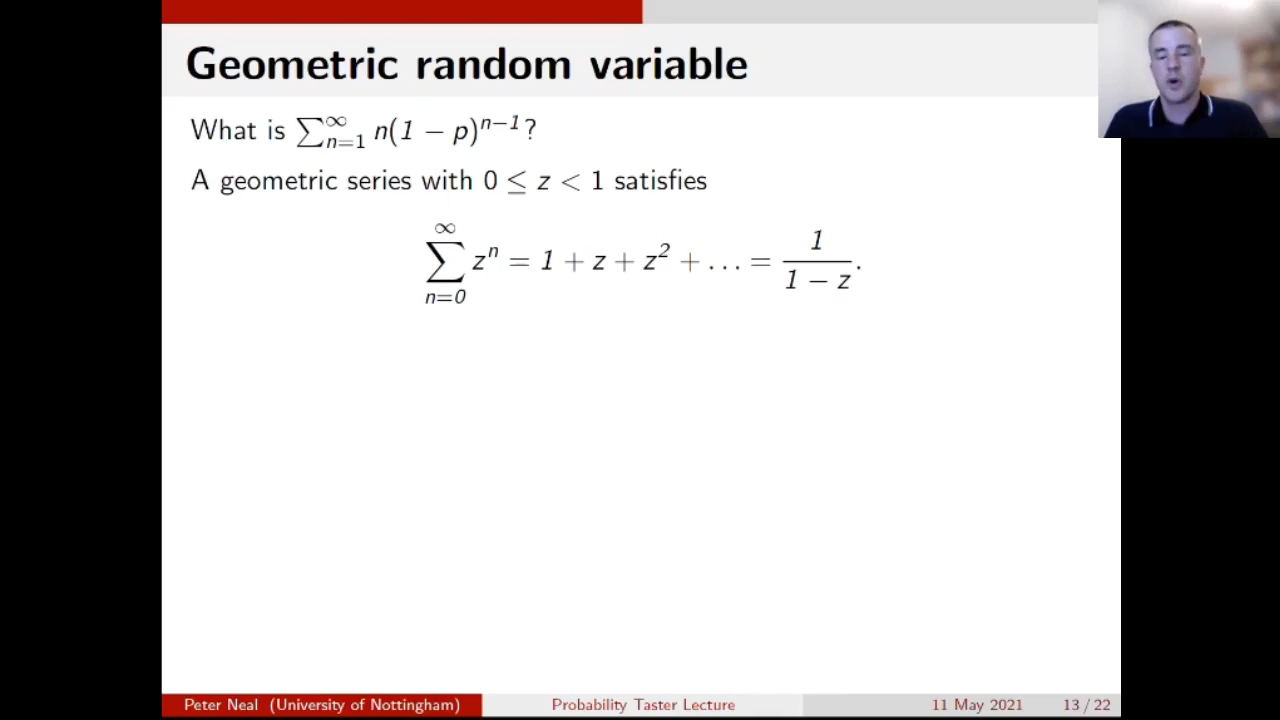 Geometric random variable
What is ∑_{n=1}^{∞} n(1 − p)^{n−1}?
A geometric series with 0 ≤ z < 1 satisfies
∑_{n=0}^{∞} z^n = 1 + z + z^2 + … = \frac{1}{1 − z}.
Peter Neal (University of Nottingham) Probability Taster Lecture 11 May 2021 13 / 22